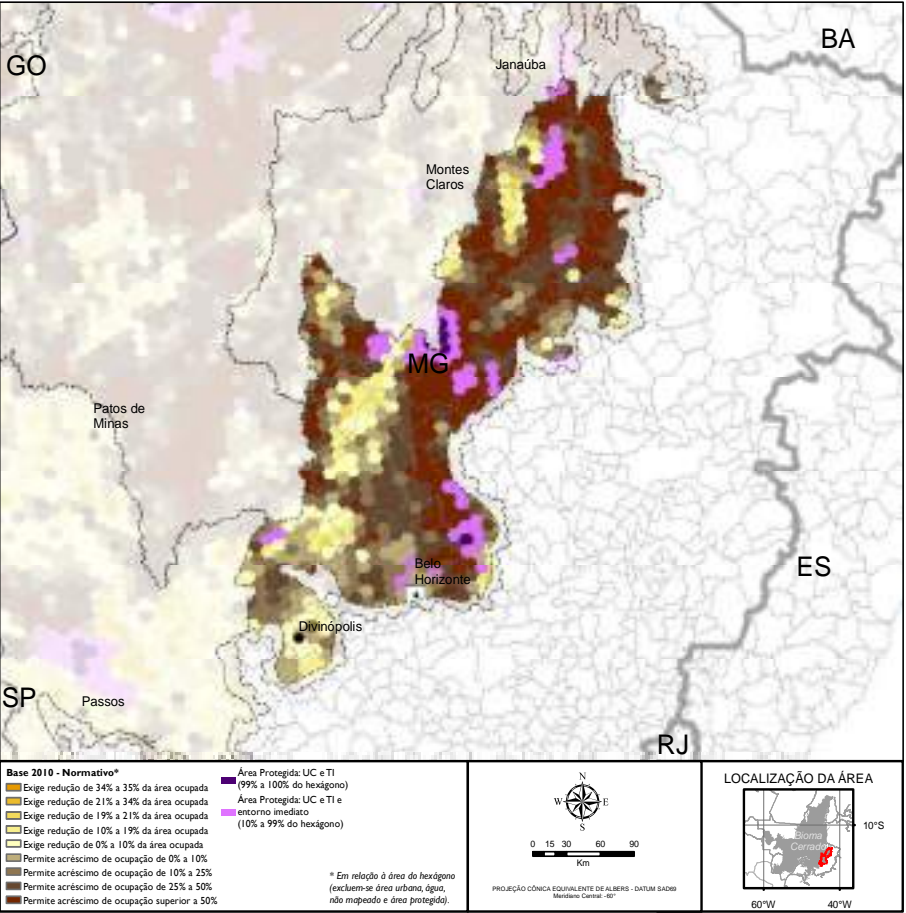 BA
GO
Janaúba
Montes
Claros
MG
Patos de
Minas
Belo
Horizonte
ES
Divinópolis
SP
Passos
RJ
Base 2010 - Normativo*
Exige redução de 34% a 35% da área ocupada
Exige redução de 21% a 34% da área ocupada
Exige redução de 19% a 21% da área ocupada
Exige redução de 10% a 19% da área ocupada
Exige redução de 0% a 10% da área ocupada
Permite acréscimo de ocupação de 0% a 10%
Permite acréscimo de ocupação de 10% a 25%
Permite acréscimo de ocupação de 25% a 50%
Permite acréscimo de ocupação superior a 50%
Área Protegida: UC e TI
(99% a 100% do hexágono)
Área Protegida: UC e TI e
entorno imediato
(10% a 99% do hexágono)
* Em relação à área do hexágono
(excluem-se área urbana, água,
não mapeado e área protegida).
N
W E
S
0 15 30 60 90
Km
PROJEÇÃO CÔNICA EQUIVALENTE DE ALBERS - DATUM SAD69
Meridiano Central: -60°
LOCALIZAÇÃO DA ÁREA
Bioma
Cerrado
10°S
60°W 40°W